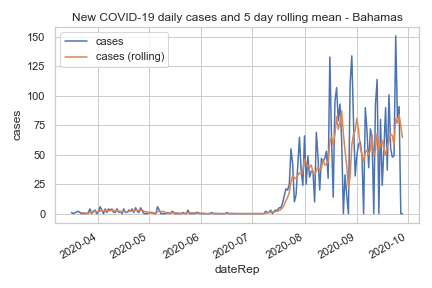 New COVID-19 daily cases and 5 day rolling mean - Bahamas
cases
cases (rolling)
150
125
100
75
50
25
0
cases
2020-04
2020-05
2020-06
2020-07
2020-08
2020-09
2020-10
dateRep